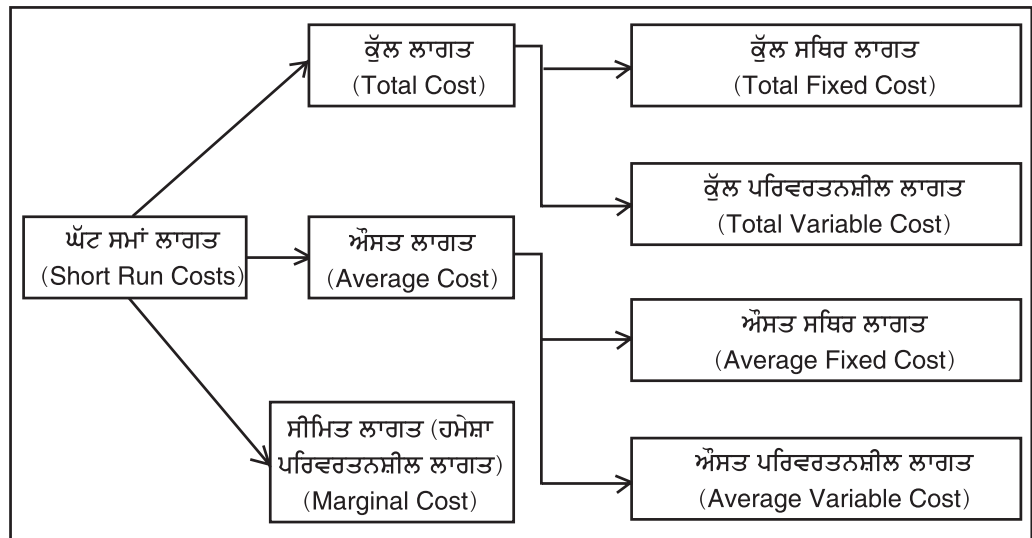 ਘੱਟ ਸਮਾਂ ਲਾਗਤ
(Short Run Costs)
ਕੁੱਲ ਲਾਗਤ
(Total Cost)
ਕੁੱਲ ਸਥਿਰ ਲਾਗਤ
(Total Fixed Cost)
ਕੁੱਲ ਪਰਿਵਰਤਨਸ਼ੀਲ ਲਾਗਤ
(Total Variable Cost)
ਔਸਤ ਲਾਗਤ
(Average Cost)
ਔਸਤ ਸਥਿਰ ਲਾਗਤ
(Average Fixed Cost)
ਔਸਤ ਪਰਿਵਰਤਨਸ਼ੀਲ ਲਾਗਤ
(Average Variable Cost)
ਸੀਮਿਤ ਲਾਗਤ (ਹਮੇਸ਼ਾ
ਪਰਿਵਰਤਨਸ਼ੀਲ ਲਾਗਤ)
(Marginal Cost)